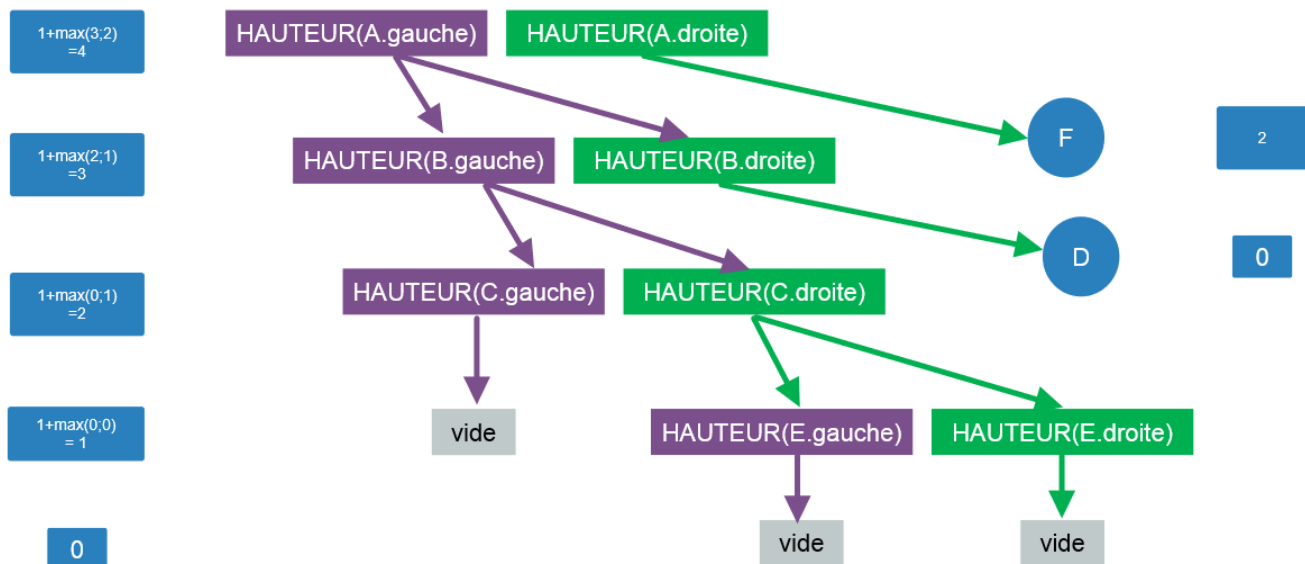 1+max(3;2)
=4
HAUTEUR(A.gauche)
HAUTEUR(A.droite)
F
2
1+max(2;1)
=3
HAUTEUR(B.gauche)
HAUTEUR(B.droite)
D
0
1+max(0;1)
=2
HAUTEUR(C.gauche)
HAUTEUR(C.droite)
1+max(0;0)
= 1
vide
HAUTEUR(E.gauche)
HAUTEUR(E.droite)
0
vide
vide